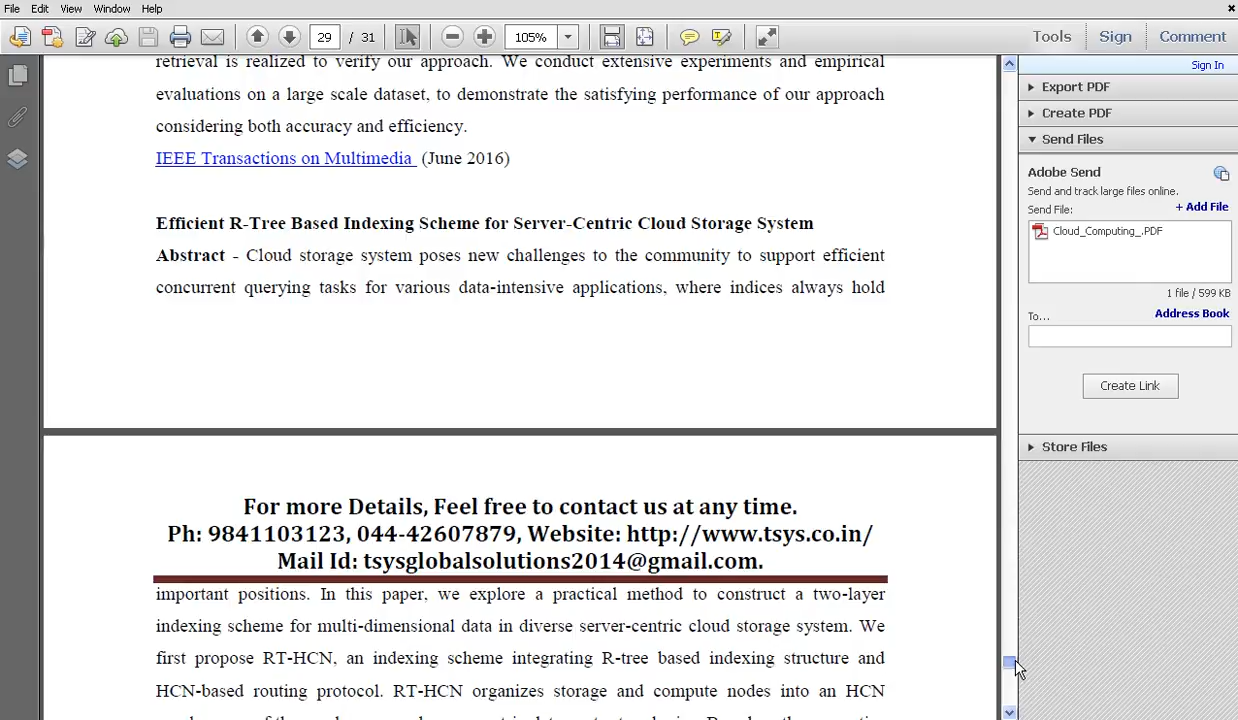 File Edit View Window Help
29 / 31 105% Tools Sign Comment
Sign In
retrieval is realized to verify our approach. We conduct extensive experiments and empirical
evaluations on a large scale dataset, to demonstrate the satisfying performance of our approach
considering both accuracy and efficiency.
IEEE Transactions on Multimedia (June 2016)
Efficient R-Tree Based Indexing Scheme for Server-Centric Cloud Storage System
Abstract - Cloud storage system poses new challenges to the community to support efficient
concurrent querying tasks for various data-intensive applications, where indices always hold
For more Details, Feel free to contact us at any time.
Ph: 9841103123, 044-42607879, Website: http://www.tsys.co.in/
Mail Id: tsysglobalsolutions2014@gmail.com.
important positions. In this paper, we explore a practical method to construct a two-layer
indexing scheme for multi-dimensional data in diverse server-centric cloud storage system. We
first propose RT-HCN, an indexing scheme integrating R-tree based indexing structure and
HCN-based routing protocol. RT-HCN organizes storage and compute nodes into an HCN
Export PDF
Create PDF
Send Files
Adobe Send
Send and track large files online.
+ Add File
Send File:
Cloud_Computing_.PDF
1 file / 599 KB
Address Book
To...
Create Link
Store Files